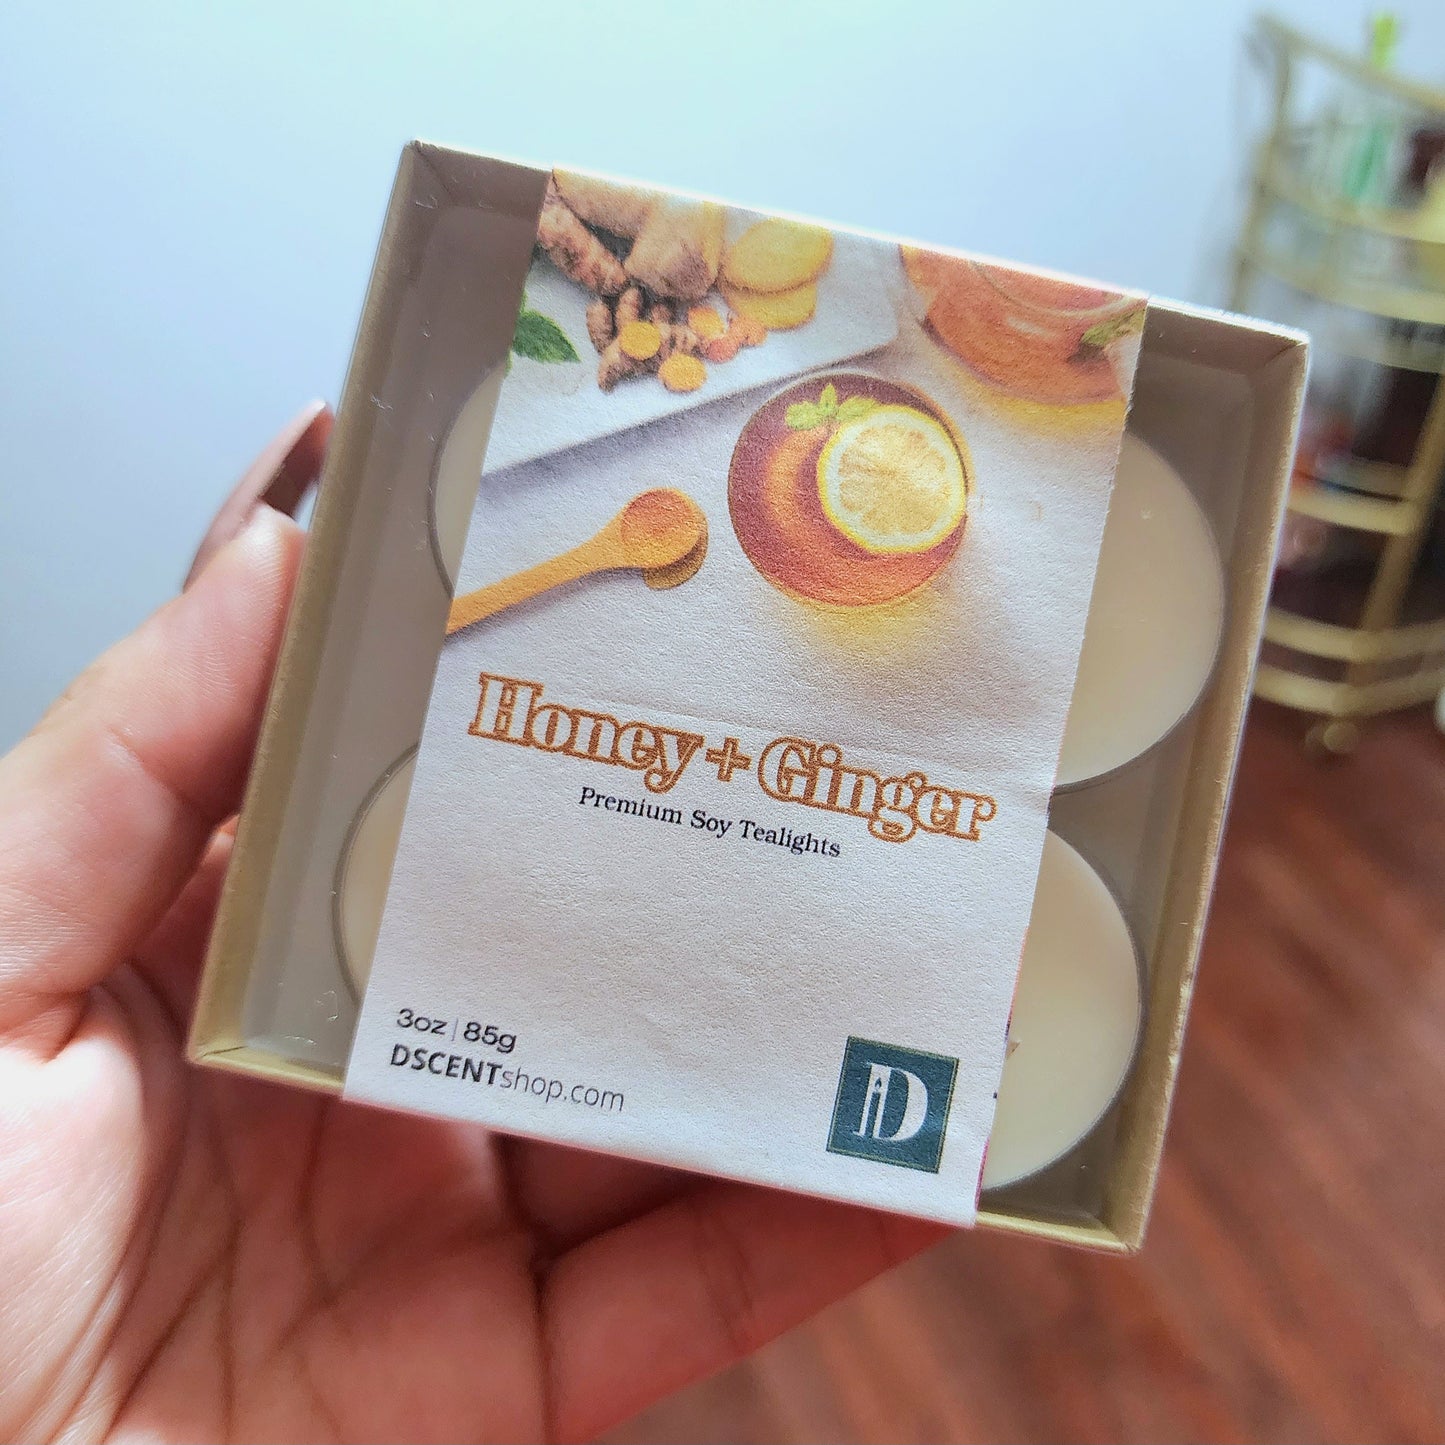 Honey + Ginger
Premium Soy Tealights
3oz | 85g
DSCENTshop.com
D